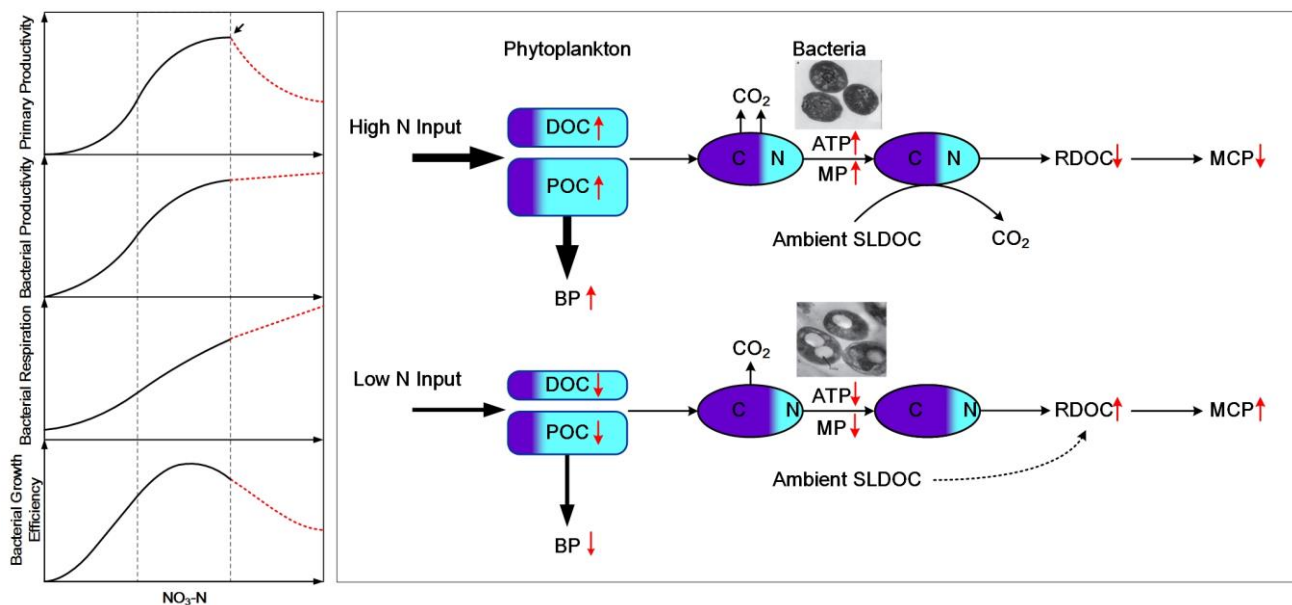 Primary Productivity
Bacterial Productivity
Bacterial Respiration
Bacterial Growth
Efficiency
NO₃-N
Phytoplankton
Bacteria
High N Input
DOC
POC
BP
CO₂
C
N
ATP
MP
C
N
RDOC
MCP
Ambient SLDOC
CO₂
Low N Input
DOC
POC
BP
CO₂
C
N
ATP
MP
C
N
RDOC
MCP
Ambient SLDOC